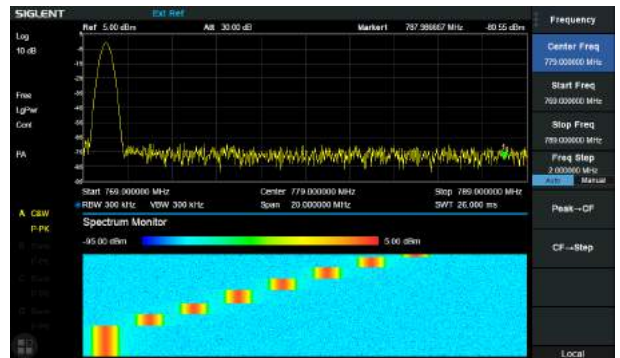 SIGLENT Ext Ref
Ref 5.00 dBm Att 30.00 dB Marker1 787.986667 MHz -80.55 dBm
Log
10 dB
Free
LgPwr
Cont
PA
Start 769.000000 MHz Center 779.000000 MHz Stop 789.000000 MHz
RBW 300 kHz VBW 300 kHz Span 20.000000 MHz SWT 26.000 ms
A C&W
P-PK
Spectrum Monitor
-95.00 dBm 5.00 dBm
Frequency
Center Freq
779.000000 MHz
Start Freq
769.000000 MHz
Stop Freq
789.000000 MHz
Freq Step
2.000000 MHz
Auto Manual
Peak→CF
CF→Step
Local